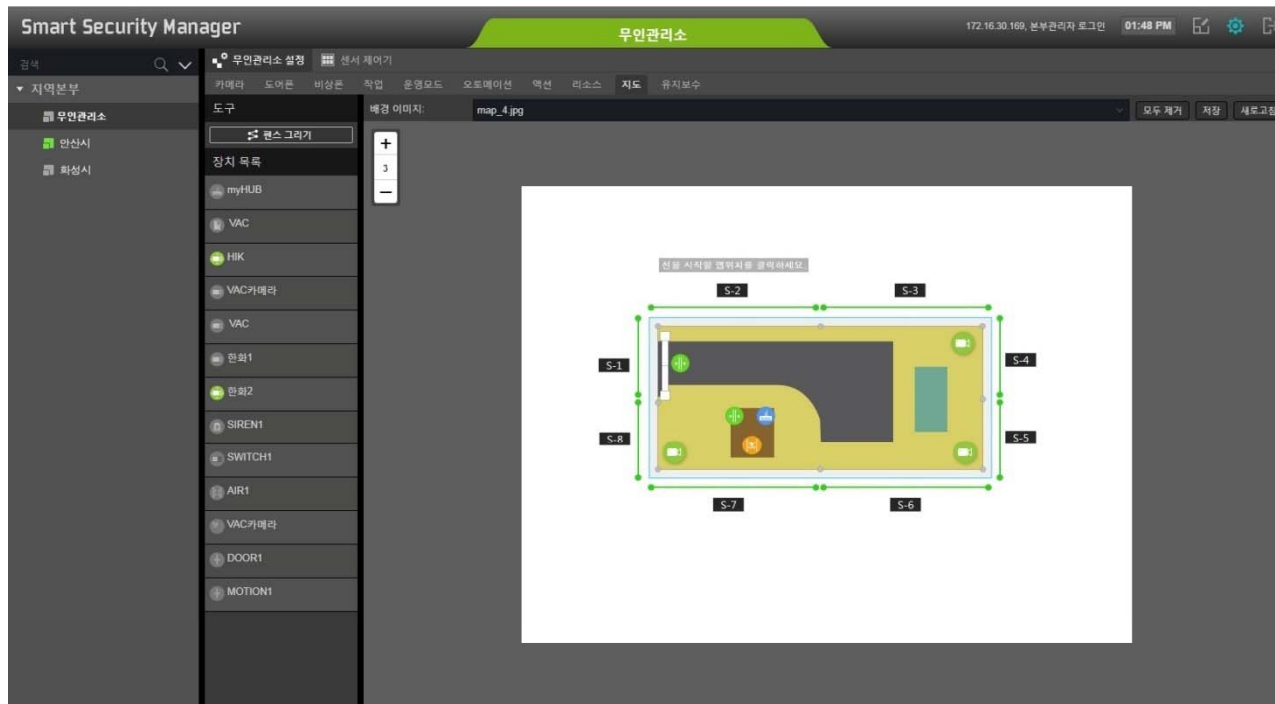 Smart Security Manager
무인관리소
172.16.30.169, 본부관리자 로그인
01:48 PM
검색
지역본부
무인관리소
안산시
화성시
무인관리소 설정
센서 제어기
카메라 도어폰 비상폰 작업 운영모드 오토메이션 액션 리소스 지도 유지보수
도구
펜스 그리기
장치 목록
myHUB
VAC
HIK
VAC카메라
VAC
한화1
한화2
SIREN1
SWITCH1
AIR1
VAC카메라
DOOR1
MOTION1
배경 이미지: map_4.jpg
모두 제거 저장 새로고침
+
3
−
선을 시작할 맵위치를 클릭하세요.
S-2 S-3
S-1 S-4
S-8 S-5
S-7 S-6